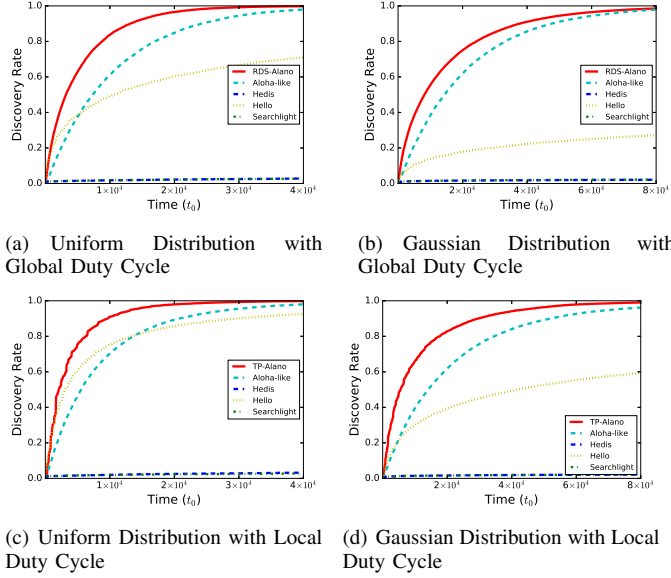 1.0
0.8
0.6
0.4
0.2
0.0
Discovery Rate
RDS-Alano
Aloha-like
Hedis
Hello
Searchlight
1×10⁴ 2×10⁴ 3×10⁴ 4×10⁴
Time (t₀)
(a) Uniform Distribution with
Global Duty Cycle
1.0
0.8
0.6
0.4
0.2
0.0
Discovery Rate
RDS-Alano
Aloha-like
Hedis
Hello
Searchlight
2×10⁴ 4×10⁴ 6×10⁴ 8×10⁴
Time (t₀)
(b) Gaussian Distribution with
Global Duty Cycle
1.0
0.8
0.6
0.4
0.2
0.0
Discovery Rate
TP-Alano
Aloha-like
Hedis
Hello
Searchlight
1×10⁴ 2×10⁴ 3×10⁴ 4×10⁴
Time (t₀)
(c) Uniform Distribution with Local
Duty Cycle
1.0
0.8
0.6
0.4
0.2
0.0
Discovery Rate
TP-Alano
Aloha-like
Hedis
Hello
Searchlight
2×10⁴ 4×10⁴ 6×10⁴ 8×10⁴
Time (t₀)
(d) Gaussian Distribution with Local
Duty Cycle